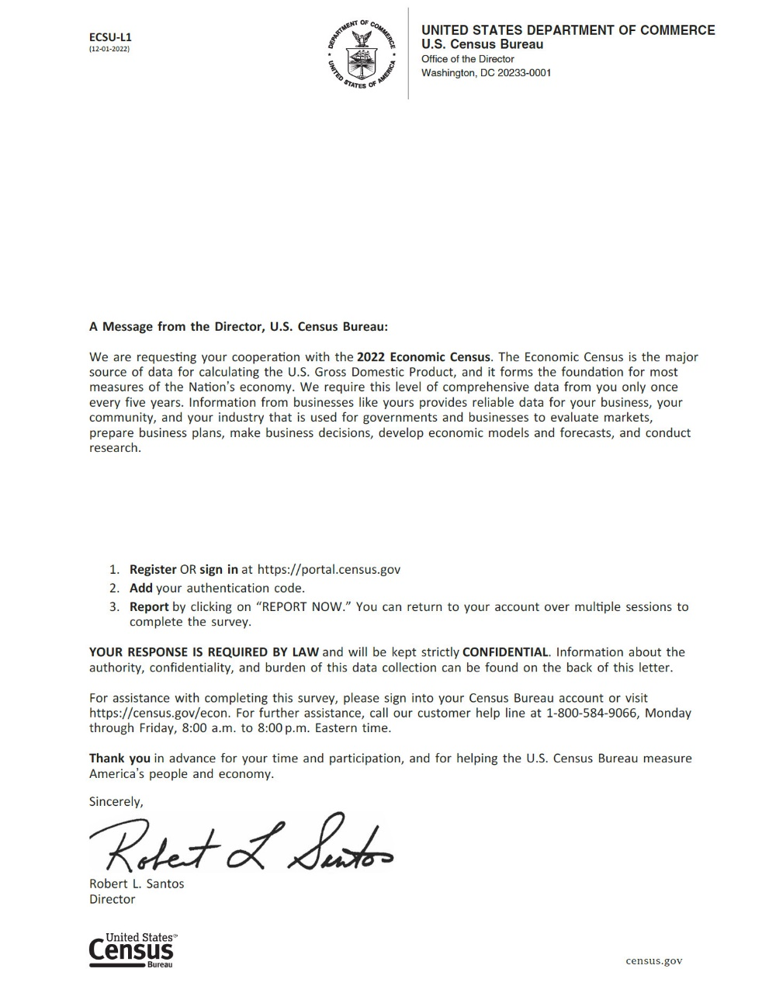 ECSU-L1
(12-01-2022)
DEPARTMENT OF COMMERCE
UNITED STATES OF AMERICA
UNITED STATES DEPARTMENT OF COMMERCE
U.S. Census Bureau
Office of the Director
Washington, DC 20233-0001
A Message from the Director, U.S. Census Bureau:
We are requesting your cooperation with the 2022 Economic Census. The Economic Census is the major
source of data for calculating the U.S. Gross Domestic Product, and it forms the foundation for most
measures of the Nation's economy. We require this level of comprehensive data from you only once
every five years. Information from businesses like yours provides reliable data for your business, your
community, and your industry that is used for governments and businesses to evaluate markets,
prepare business plans, make business decisions, develop economic models and forecasts, and conduct
research.
1. Register OR sign in at https://portal.census.gov
2. Add your authentication code.
3. Report by clicking on “REPORT NOW.” You can return to your account over multiple sessions to
complete the survey.
YOUR RESPONSE IS REQUIRED BY LAW and will be kept strictly CONFIDENTIAL. Information about the
authority, confidentiality, and burden of this data collection can be found on the back of this letter.
For assistance with completing this survey, please sign into your Census Bureau account or visit
https://census.gov/econ. For further assistance, call our customer help line at 1-800-584-9066, Monday
through Friday, 8:00 a.m. to 8:00 p.m. Eastern time.
Thank you in advance for your time and participation, and for helping the U.S. Census Bureau measure
America's people and economy.
Sincerely,
Robert L Santos
Robert L. Santos
Director
United States®
Census
Bureau
census.gov